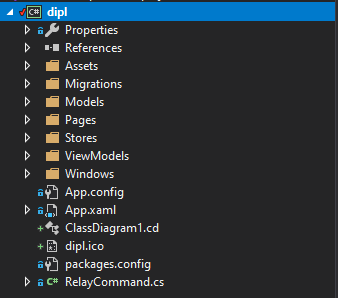 C# dipl
Properties
References
Assets
Migrations
Models
Pages
Stores
ViewModels
Windows
App.config
App.xaml
ClassDiagram1.cd
dipl.ico
packages.config
C# RelayCommand.cs